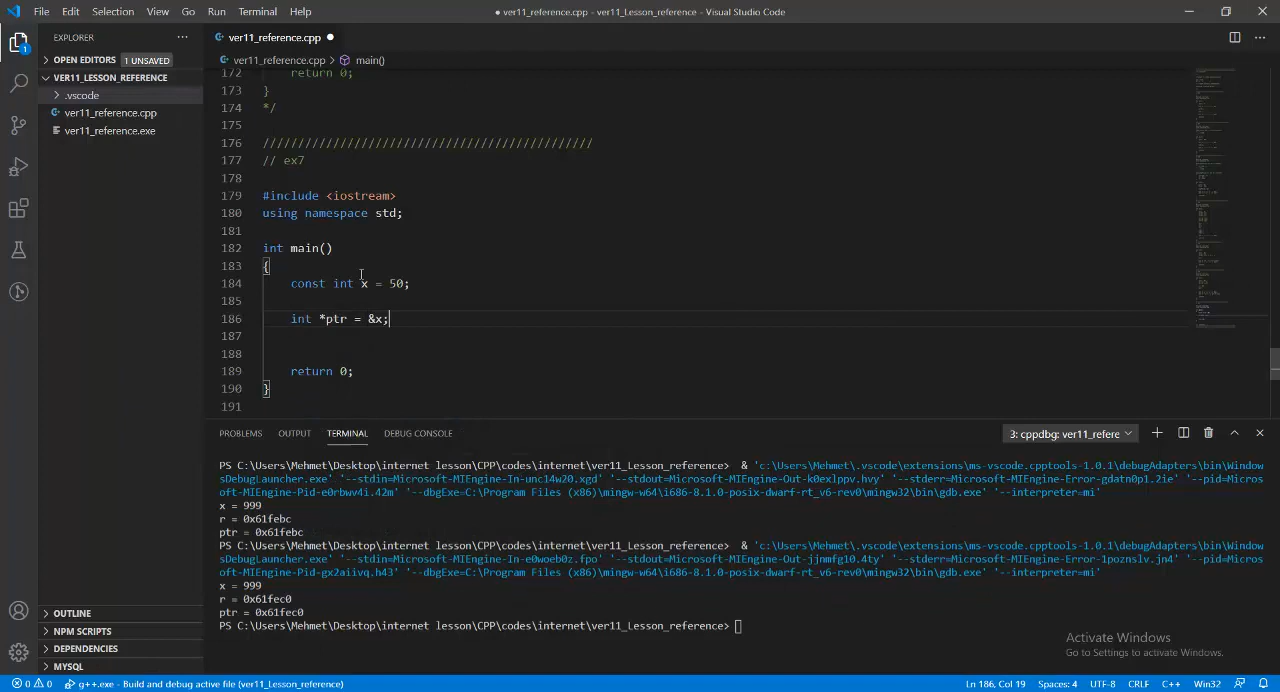 File Edit Selection View Go Run Terminal Help
● ver11_reference.cpp - ver11_Lesson_reference - Visual Studio Code
EXPLORER
OPEN EDITORS 1 UNSAVED
VER11_LESSON_REFERENCE
.vscode
ver11_reference.cpp
ver11_reference.exe
OUTLINE
NPM SCRIPTS
DEPENDENCIES
MYSQL
1
ver11_reference.cpp ●
ver11_reference.cpp > main()
172 return 0;
173 }
174 */
175
176 ///////////////////////////////////////////////
177 // ex7
178
179 #include <iostream>
180 using namespace std;
181
182 int main()
183 {
184 const int x = 50;
185
186 int *ptr = &x;
187
188
189 return 0;
190 }
191
PROBLEMS OUTPUT TERMINAL DEBUG CONSOLE
3: cppdbg: ver11_refere
PS C:\Users\Mehmet\Desktop\internet lesson\CPP\codes\internet\ver11_Lesson_reference> & 'c:\Users\Mehmet\.vscode\extensions\ms-vscode.cpptools-1.0.1\debugAdapters\bin\Window
sDebugLauncher.exe' '--stdin=Microsoft-MIEngine-In-unc14w20.xgd' '--stdout=Microsoft-MIEngine-Out-k0exlppv.hvy' '--stderr=Microsoft-MIEngine-Error-gdatn0p1.2ie' '--pid=Micros
oft-MIEngine-Pid-e0rbwv4i.42m' '--dbgExe=C:\Program Files (x86)\mingw-w64\i686-8.1.0-posix-dwarf-rt_v6-rev0\mingw32\bin\gdb.exe' '--interpreter=mi'
x = 999
r = 0x61febc
ptr = 0x61febc
PS C:\Users\Mehmet\Desktop\internet lesson\CPP\codes\internet\ver11_Lesson_reference> & 'c:\Users\Mehmet\.vscode\extensions\ms-vscode.cpptools-1.0.1\debugAdapters\bin\Window
sDebugLauncher.exe' '--stdin=Microsoft-MIEngine-In-e0woeb0z.fpo' '--stdout=Microsoft-MIEngine-Out-jjnmfg10.4ty' '--stderr=Microsoft-MIEngine-Error-1poznslv.jn4' '--pid=Micros
oft-MIEngine-Pid-gx2aiivq.h43' '--dbgExe=C:\Program Files (x86)\mingw-w64\i686-8.1.0-posix-dwarf-rt_v6-rev0\mingw32\bin\gdb.exe' '--interpreter=mi'
x = 999
r = 0x61fec0
ptr = 0x61fec0
PS C:\Users\Mehmet\Desktop\internet lesson\CPP\codes\internet\ver11_Lesson_reference>
Activate Windows
Go to Settings to activate Windows.
0 0 g++.exe - Build and debug active file (ver11_Lesson_reference) Ln 186, Col 19 Spaces: 4 UTF-8 CRLF C++ Win32